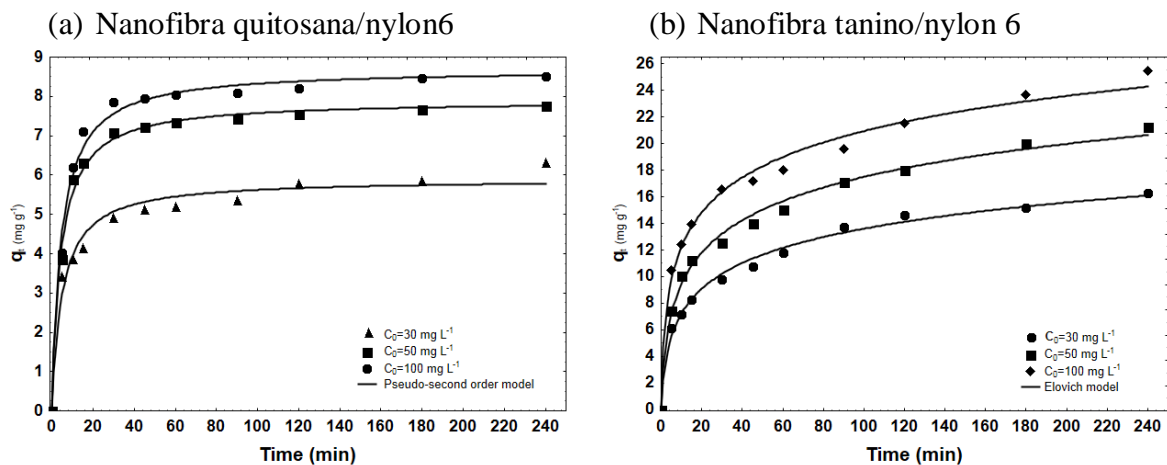 (a) Nanofibra quitosana/nylon6
9
8
7
6
5
4
3
2
1
0
qt (mg g-1)
C0=30 mg L-1
C0=50 mg L-1
C0=100 mg L-1
Pseudo-second order model
0 20 40 60 80 100 120 140 160 180 200 220 240
Time (min)
(b) Nanofibra tanino/nylon 6
26
24
22
20
18
16
14
12
10
8
6
4
2
0
qt (mg g-1)
C0=30 mg L-1
C0=50 mg L-1
C0=100 mg L-1
Elovich model
0 20 40 60 80 100 120 140 160 180 200 220 240
Time (min)